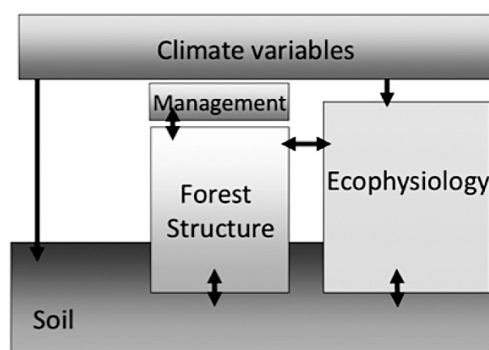 Climate variables
Management
Forest
Structure
Ecophysiology
Soil